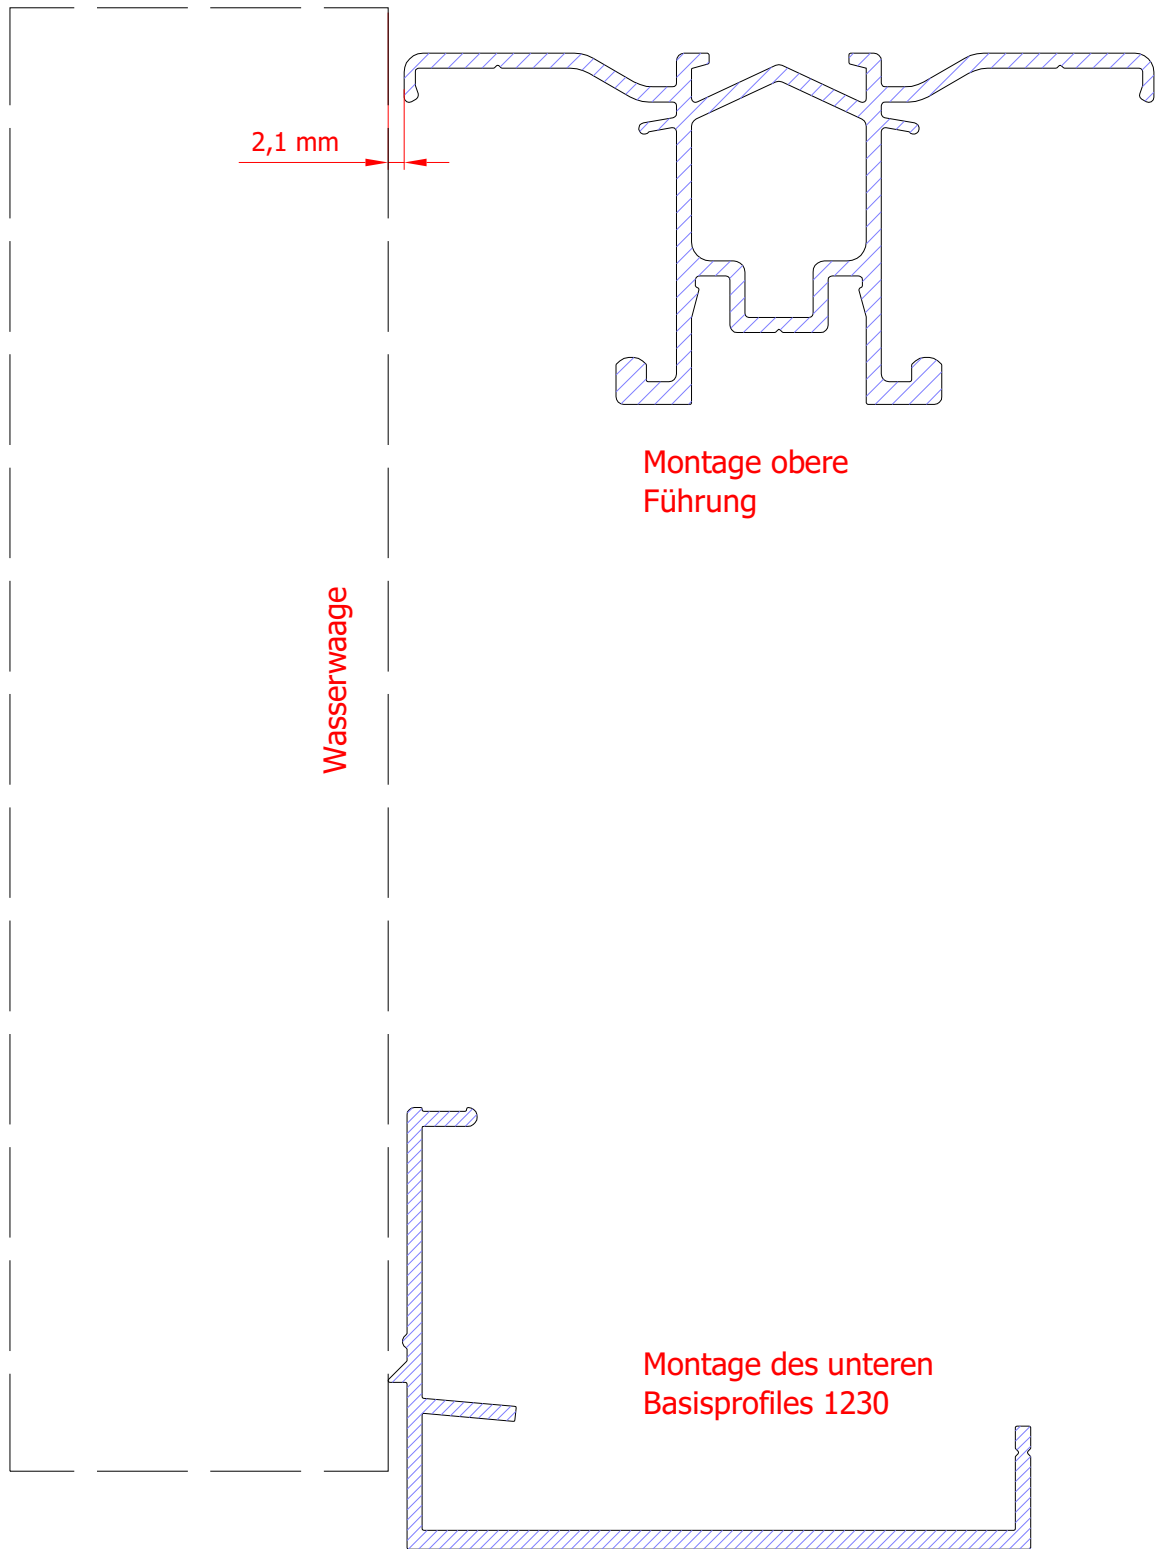 2,1 mm
Montage obere
Führung
Wasserwaage
Montage des unteren
Basisprofiles 1230